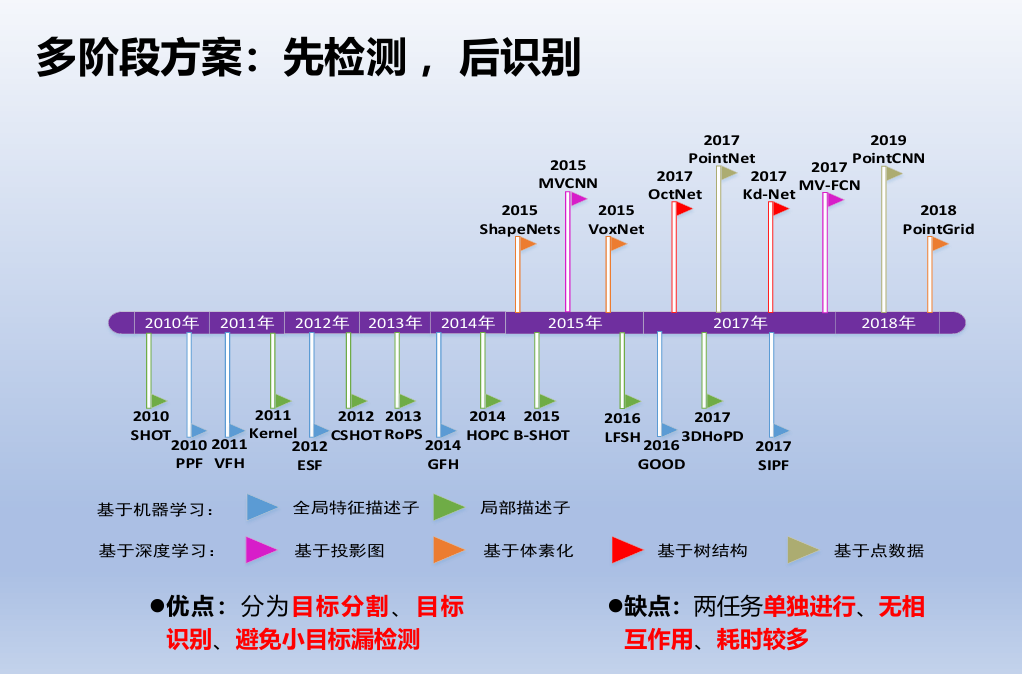 多阶段方案：先检测 ，后识别
2017
PointNet
2019
PointCNN
2015
MVCNN
2017
OctNet
2017
Kd-Net
2017
MV-FCN
2015
ShapeNets
2015
VoxNet
2018
PointGrid
2010年 2011年 2012年 2013年 2014年 2015年 2017年 2018年
2010
SHOT
2010
PPF
2011
VFH
2011
Kernel
2012
ESF
2012
CSHOT
2013
RoPS
2014
GFH
2014
HOPC
2015
B-SHOT
2016
LFSH
2016
GOOD
2017
3DHoPD
2017
SIPF
基于机器学习： 全局特征描述子 局部描述子
基于深度学习： 基于投影图 基于体素化 基于树结构 基于点数据
●优点：分为目标分割、目标
识别、避免小目标漏检测
●缺点：两任务单独进行、无相
互作用、耗时较多